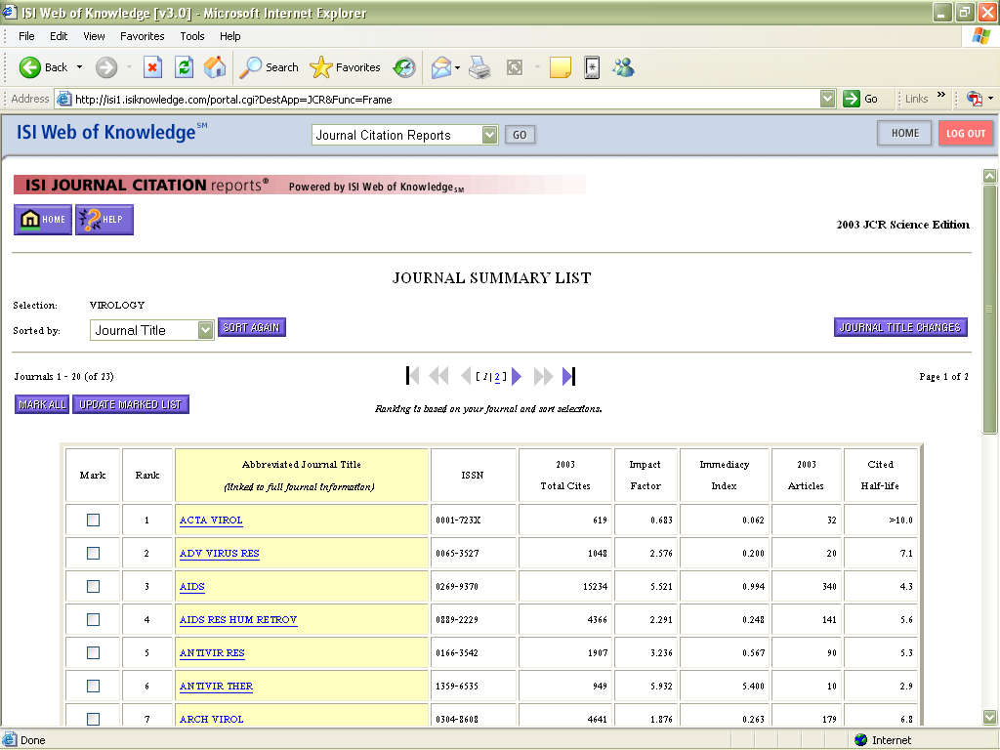 ISI Web of Knowledge [v3.0] - Microsoft Internet Explorer
File Edit View Favorites Tools Help
Back Search Favorites
Address http://isi1.isiknowledge.com/portal.cgi?DestApp=JCR&Func=Frame Go Links »
ISI Web of Knowledge SM Journal Citation Reports GO HOME LOG OUT
ISI JOURNAL CITATION reports® Powered by ISI Web of Knowledge SM
HOME HELP
2003 JCR Science Edition
JOURNAL SUMMARY LIST
Selection: VIROLOGY
Sorted by: Journal Title SORT AGAIN JOURNAL TITLE CHANGES
Journals 1 - 20 (of 23) [ 1 | 2 ] Page 1 of 2
MARK ALL UPDATE MARKED LIST Ranking is based on your journal and sort selections.
Mark Rank Abbreviated Journal Title (linked to full journal information) ISSN 2003 Total Cites Impact Factor Immediacy Index 2003 Articles Cited Half-life
1 ACTA VIROL 0001-723X 619 0.683 0.062 32 >10.0
2 ADV VIRUS RES 0065-3527 1048 2.576 0.200 20 7.1
3 AIDS 0269-9370 15234 5.521 0.994 340 4.3
4 AIDS RES HUM RETROV 0889-2229 4366 2.291 0.248 141 5.6
5 ANTIVIR RES 0166-3542 1907 3.236 0.567 90 5.3
6 ANTIVIR THER 1359-6535 949 5.932 5.400 10 2.9
7 ARCH VIROL 0304-8608 4641 1.876 0.263 179 6.8
Done Internet